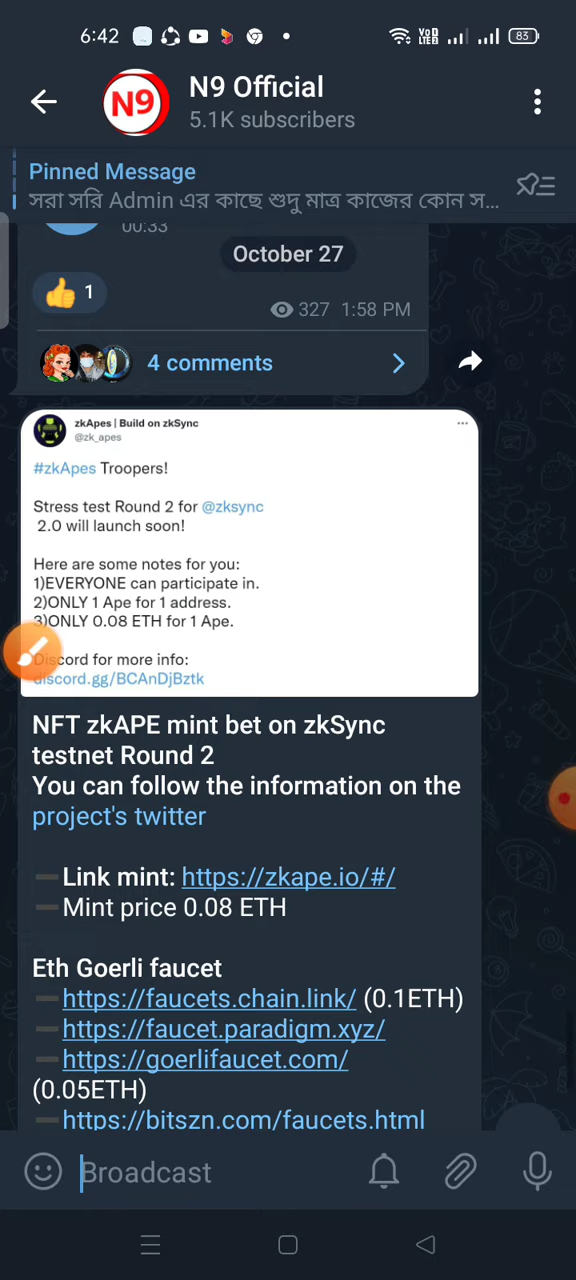 6:42
Vo
LTE2
83
N9
N9 Official
5.1K subscribers
Pinned Message
সরা সরি Admin এর কাছে শুদু মাত্র কাজের কোন স...
00:33
October 27
👍 1
327 1:58 PM
4 comments
zkApes | Build on zkSync
@zk_apes
#zkApes Troopers!
Stress test Round 2 for @zksync
2.0 will launch soon!
Here are some notes for you:
1)EVERYONE can participate in.
2)ONLY 1 Ape for 1 address.
3)ONLY 0.08 ETH for 1 Ape.
Discord for more info:
discord.gg/BCAnDjBztk
NFT zkAPE mint bet on zkSync
testnet Round 2
You can follow the information on the
project's twitter
➖Link mint: https://zkape.io/#/
➖Mint price 0.08 ETH
Eth Goerli faucet
➖https://faucets.chain.link/ (0.1ETH)
➖https://faucet.paradigm.xyz/
➖https://goerlifaucet.com/
(0.05ETH)
➖https://bitszn.com/faucets.html
Broadcast